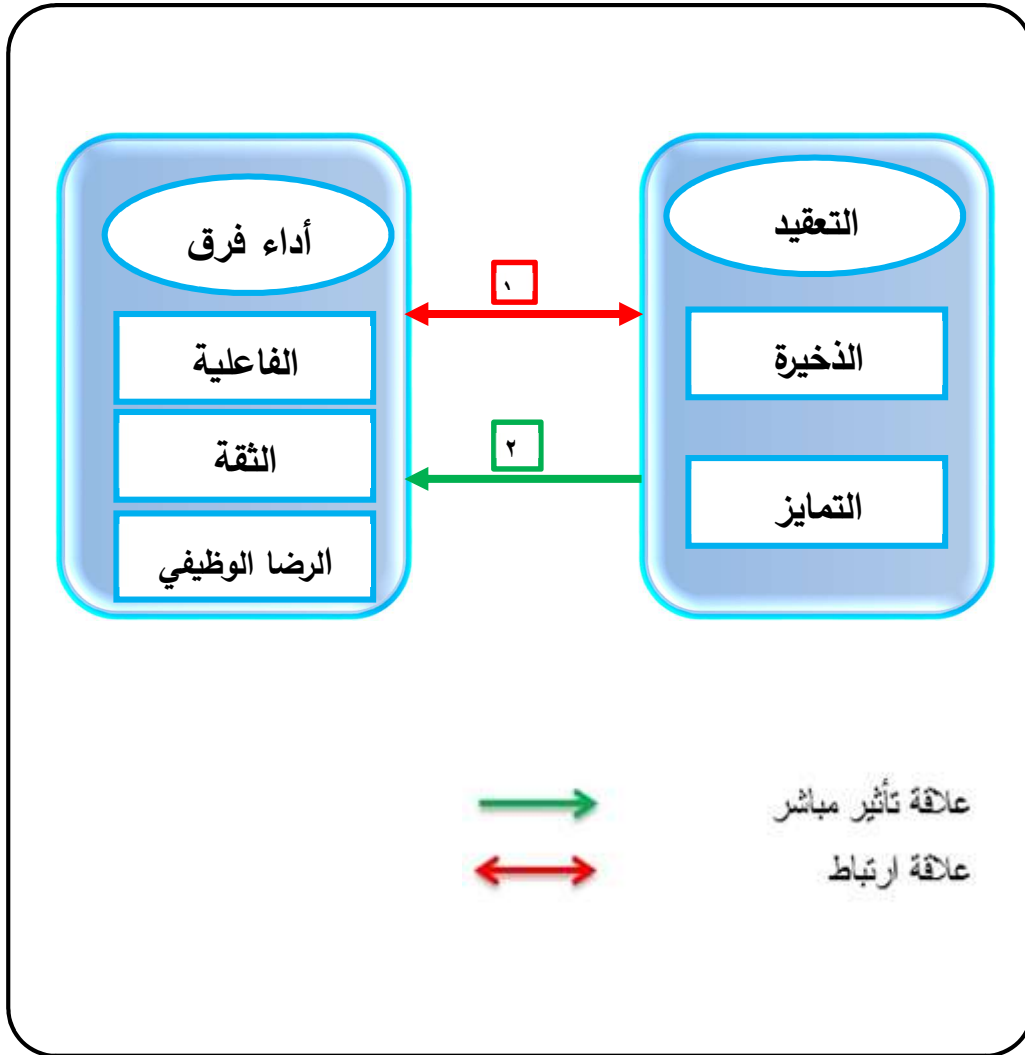 التعقيد
الذخيرة
التمايز
١
٢
أداء فرق
الفاعلية
الثقة
الرضا الوظيفي
علاقة تأثير مباشر
علاقة ارتباط